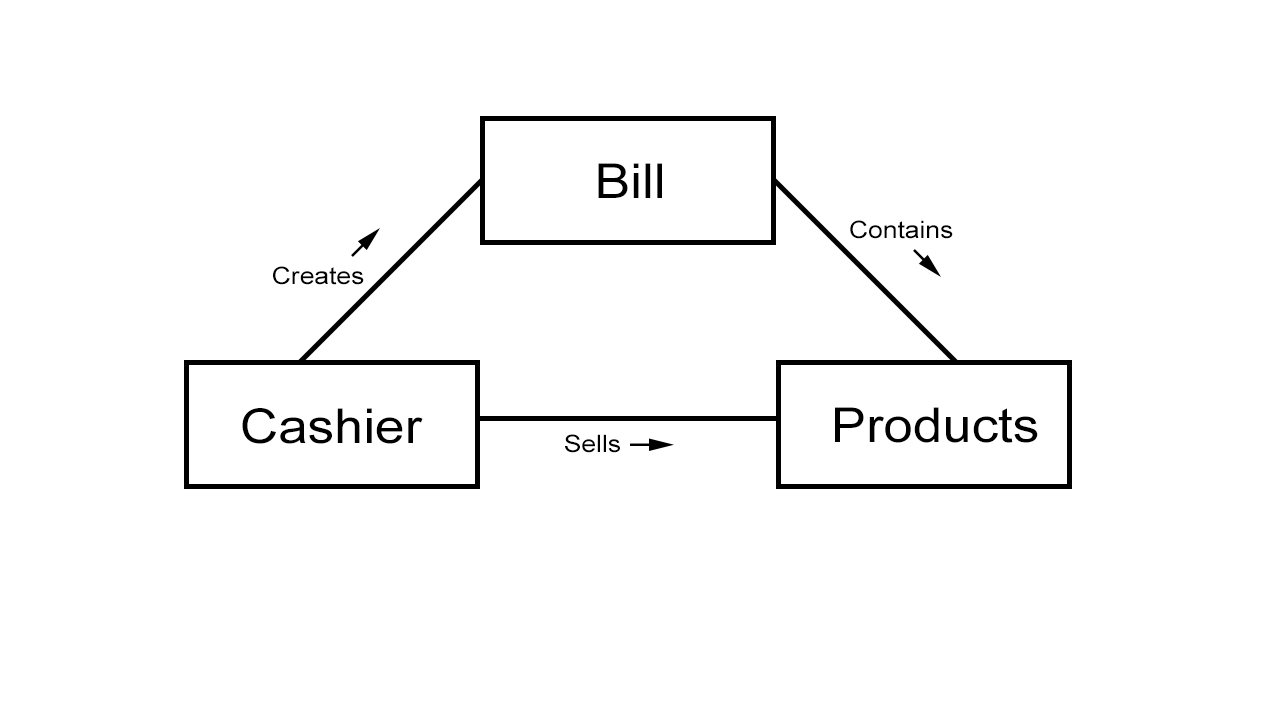 Bill
Contains
Creates
Cashier
Products
Sells